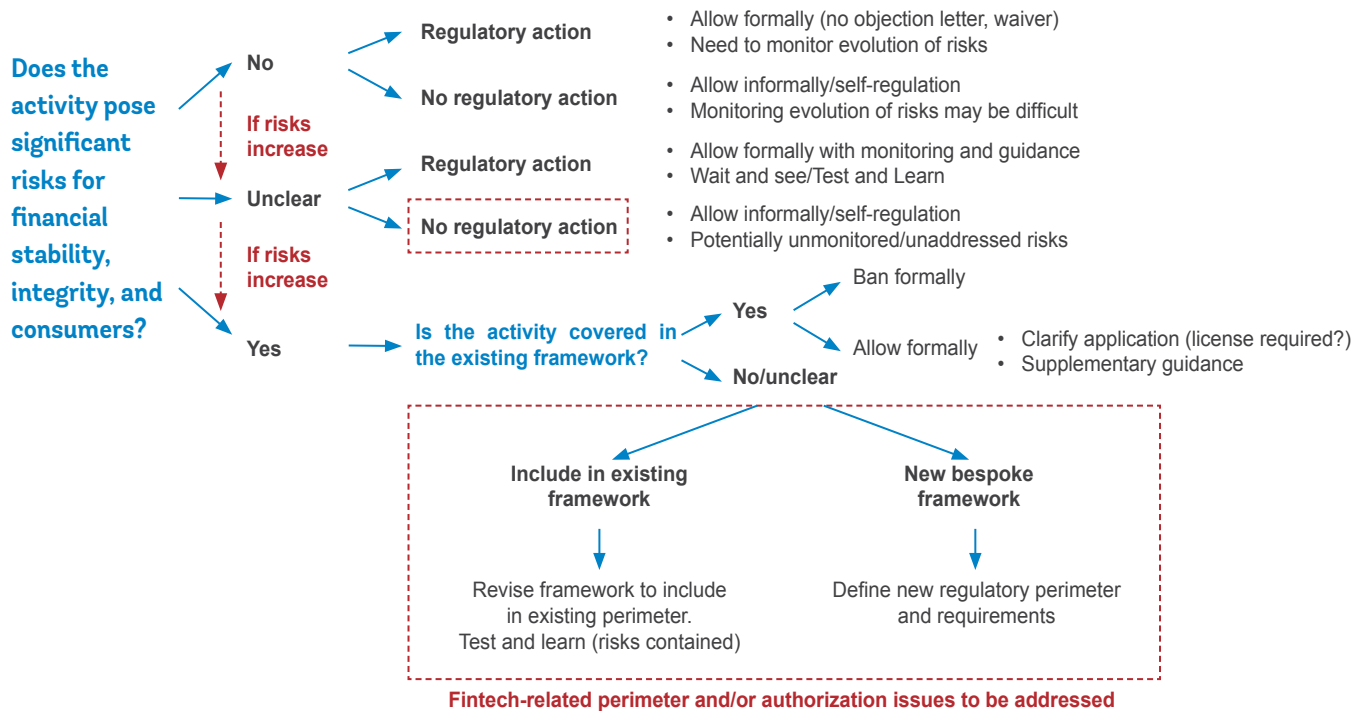 Does the
activity pose
significant
risks for
financial
stability,
integrity, and
consumers?
No
If risks
increase
Unclear
If risks
increase
Yes
Regulatory action
• Allow formally (no objection letter, waiver)
• Need to monitor evolution of risks
No regulatory action
• Allow informally/self-regulation
• Monitoring evolution of risks may be difficult
Regulatory action
• Allow formally with monitoring and guidance
• Wait and see/Test and Learn
No regulatory action
• Allow informally/self-regulation
• Potentially unmonitored/unaddressed risks
Is the activity covered in
the existing framework?
Yes
Ban formally
Allow formally
• Clarify application (license required?)
• Supplementary guidance
No/unclear
Include in existing
framework
Revise framework to include
in existing perimeter.
Test and learn (risks contained)
New bespoke
framework
Define new regulatory perimeter
and requirements
Fintech-related perimeter and/or authorization issues to be addressed